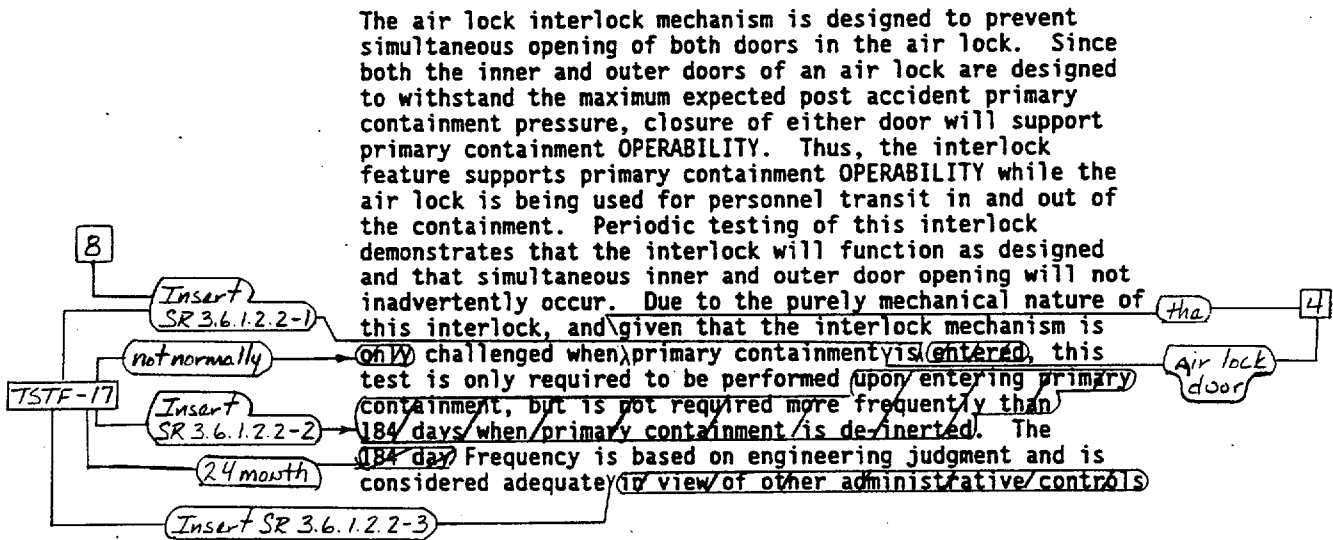 The air lock interlock mechanism is designed to prevent
simultaneous opening of both doors in the air lock.  Since
both the inner and outer doors of an air lock are designed
to withstand the maximum expected post accident primary
containment pressure, closure of either door will support
primary containment OPERABILITY.  Thus, the interlock
feature supports primary containment OPERABILITY while the
air lock is being used for personnel transit in and out of
the containment.  Periodic testing of this interlock
demonstrates that the interlock will function as designed
and that simultaneous inner and outer door opening will not
inadvertently occur.  Due to the purely mechanical nature of
this interlock, and given that the interlock mechanism is
only challenged when primary containment is entered, this
test is only required to be performed upon entering primary
containment, but is not required more frequently than
184 days when primary containment is de-inerted.  The
184 day Frequency is based on engineering judgment and is
considered adequate in view of other administrative controls
8
Insert
SR 3.6.1.2.2-1
not normally
TSTF-17
Insert
SR 3.6.1.2.2-2
24 month
Insert SR 3.6.1.2.2-3
the
4
Air lock
door